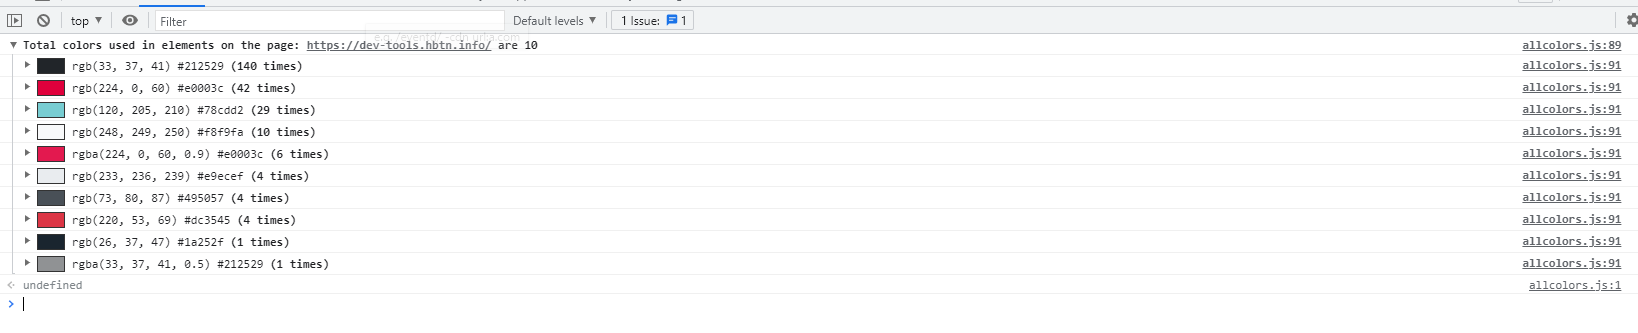 top Filter Default levels 1 Issue: 1
e.g. /eventd/ -cdn url:a.com
Total colors used in elements on the page: https://dev-tools.hbtn.info/ are 10 allcolors.js:89
rgb(33, 37, 41) #212529 (140 times) allcolors.js:91
rgb(224, 0, 60) #e0003c (42 times) allcolors.js:91
rgb(120, 205, 210) #78cdd2 (29 times) allcolors.js:91
rgb(248, 249, 250) #f8f9fa (10 times) allcolors.js:91
rgba(224, 0, 60, 0.9) #e0003c (6 times) allcolors.js:91
rgb(233, 236, 239) #e9ecef (4 times) allcolors.js:91
rgb(73, 80, 87) #495057 (4 times) allcolors.js:91
rgb(220, 53, 69) #dc3545 (4 times) allcolors.js:91
rgb(26, 37, 47) #1a252f (1 times) allcolors.js:91
rgba(33, 37, 41, 0.5) #212529 (1 times) allcolors.js:91
undefined allcolors.js:1